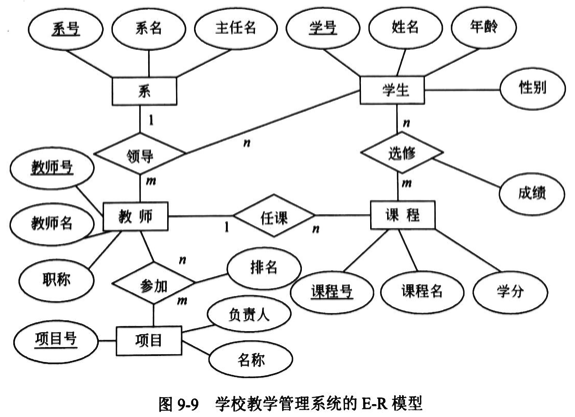 系号 系名 主任名 学号 姓名 年龄
系 学生 性别
1 n
领导 n 选修
教师号 m m 成绩
教师名 教师 1 任课 n 课程
职称 n 排名
参加 m 课程号 课程名 学分
负责人
项目号 项目
名称
图 9-9 学校教学管理系统的 E-R 模型